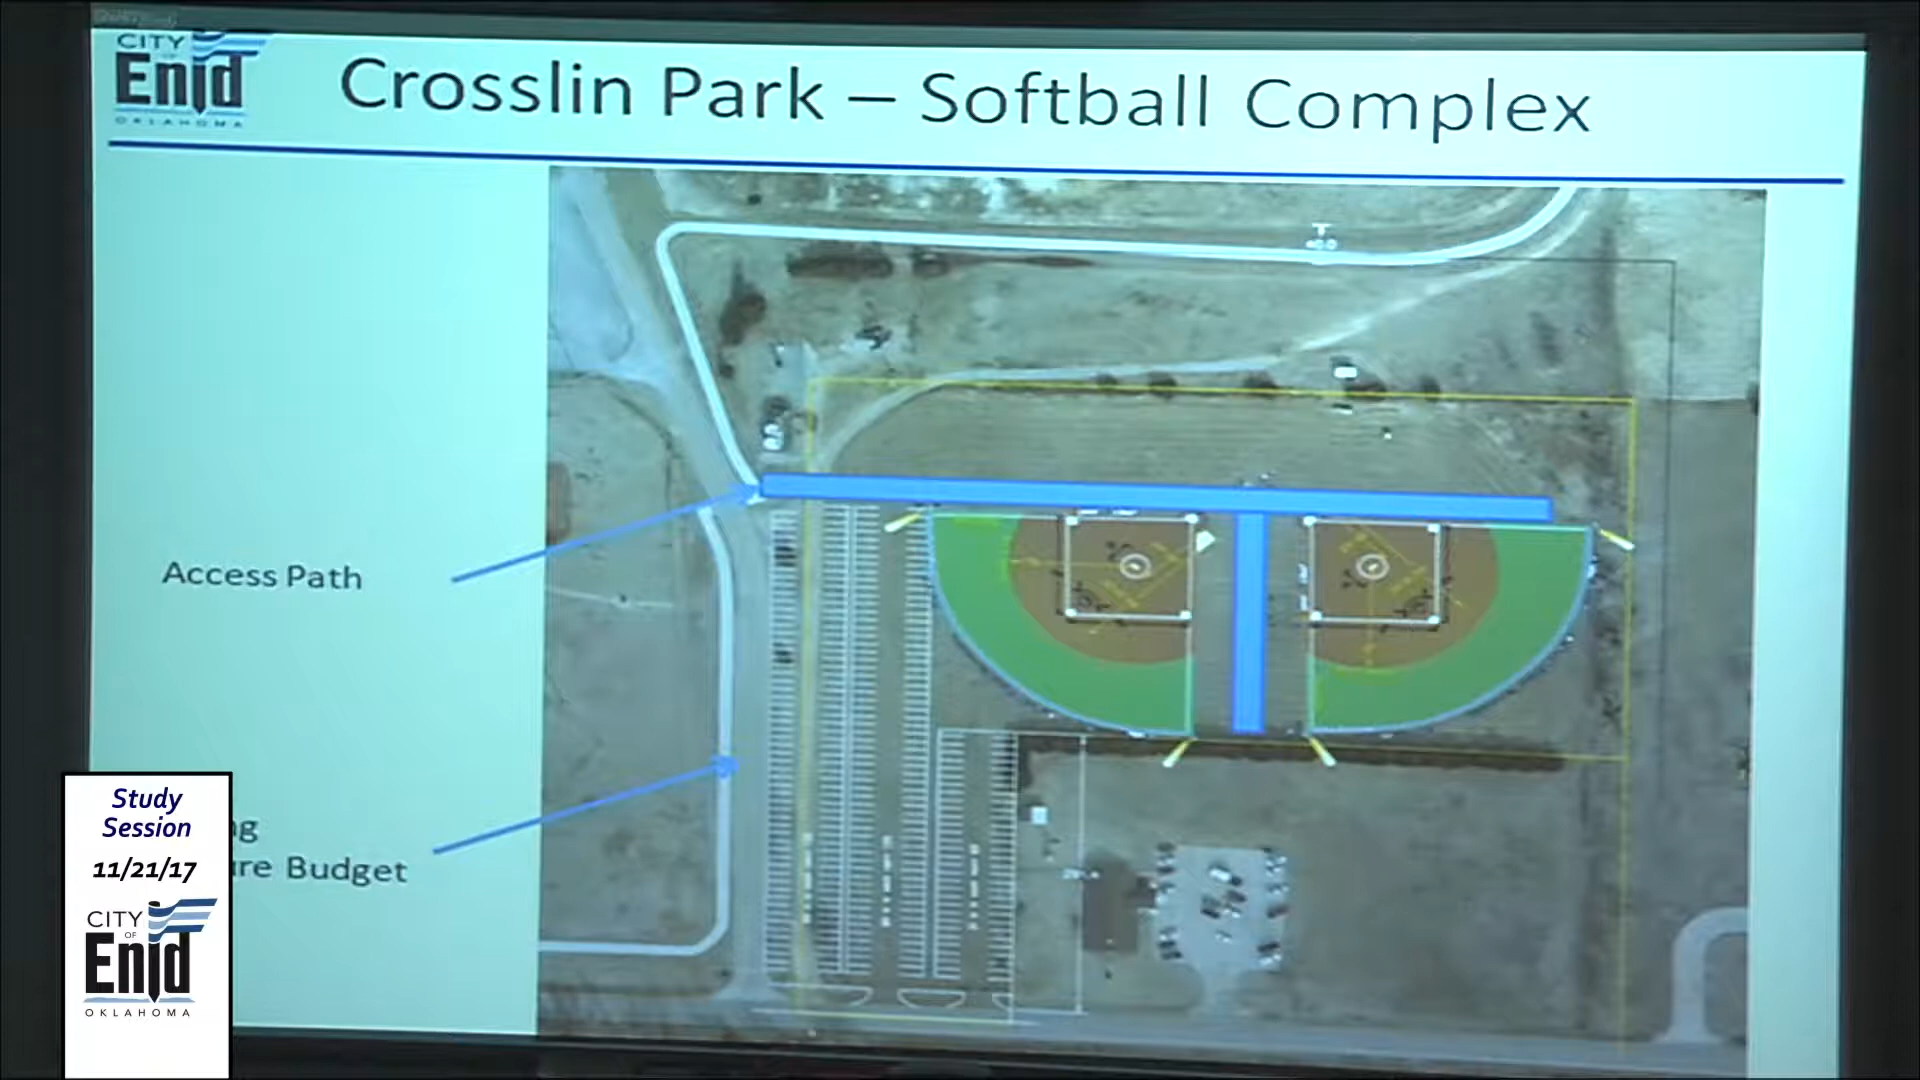 CITY
OF
Enid
OKLAHOMA
Crosslin Park – Softball Complex
Access Path
Budget
Study
Session
11/21/17
CITY
OF
Enid
OKLAHOMA